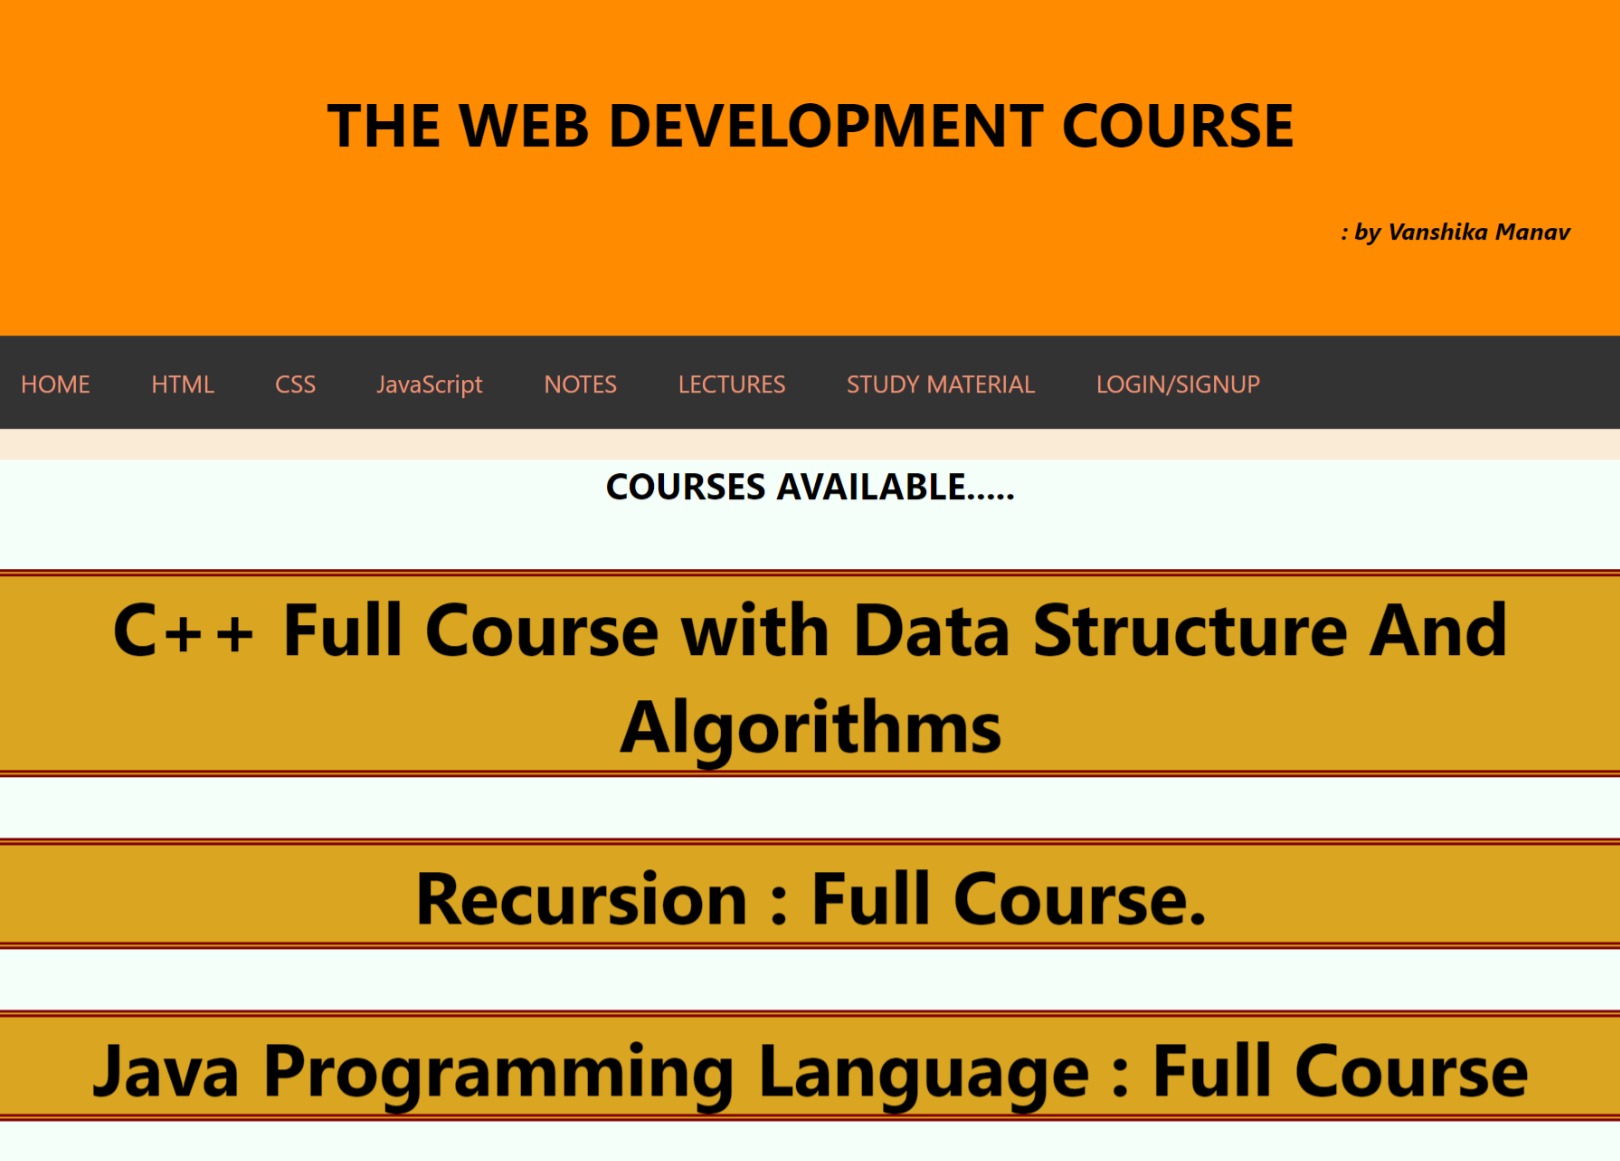 THE WEB DEVELOPMENT COURSE
: by Vanshika Manav
HOME HTML CSS JavaScript NOTES LECTURES STUDY MATERIAL LOGIN/SIGNUP
COURSES AVAILABLE.....
C++ Full Course with Data Structure And
Algorithms
Recursion : Full Course.
Java Programming Language : Full Course